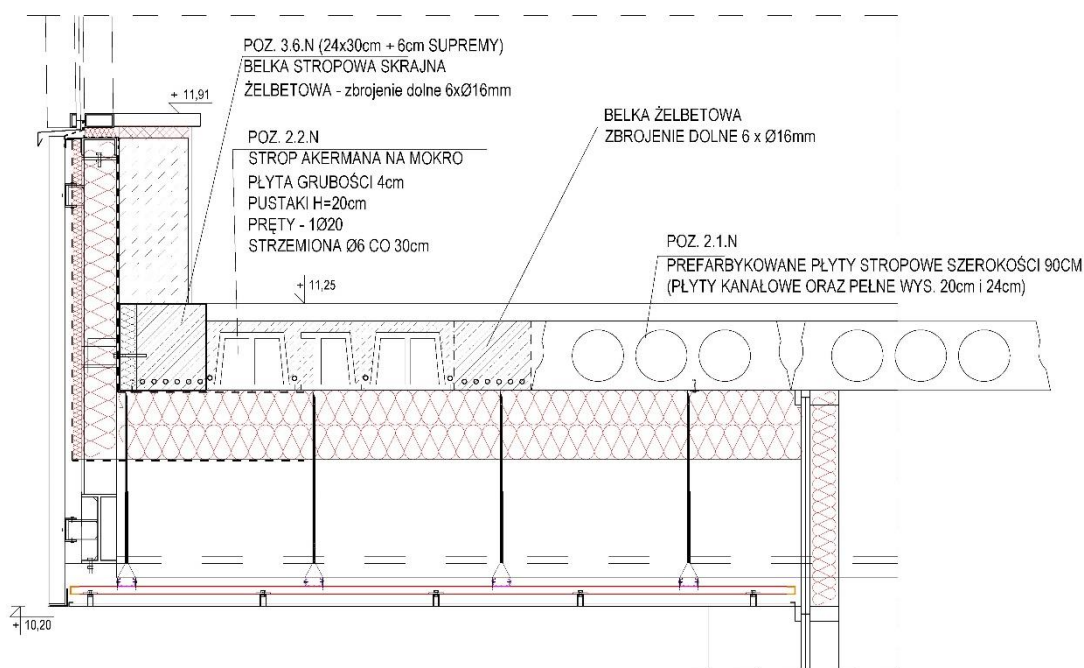 POZ. 3.6.N (24x30cm + 6cm SUPREMY)
BELKA STROPOWA SKRAJNA
ŻELBETOWA - zbrojenie dolne 6xØ16mm
+ 11,91
POZ. 2.2.N
STROP AKERMANA NA MOKRO
PŁYTA GRUBOŚCI 4cm
PUSTAKI H=20cm
PRĘTY - 1Ø20
STRZEMIONA Ø6 CO 30cm
BELKA ŻELBETOWA
ZBROJENIE DOLNE 6 x Ø16mm
POZ. 2.1.N
PREFARBYKOWANE PŁYTY STROPOWE SZEROKOŚCI 90CM
(PŁYTY KANAŁOWE ORAZ PEŁNE WYS. 20cm i 24cm)
+ 11,25
+ 10,20